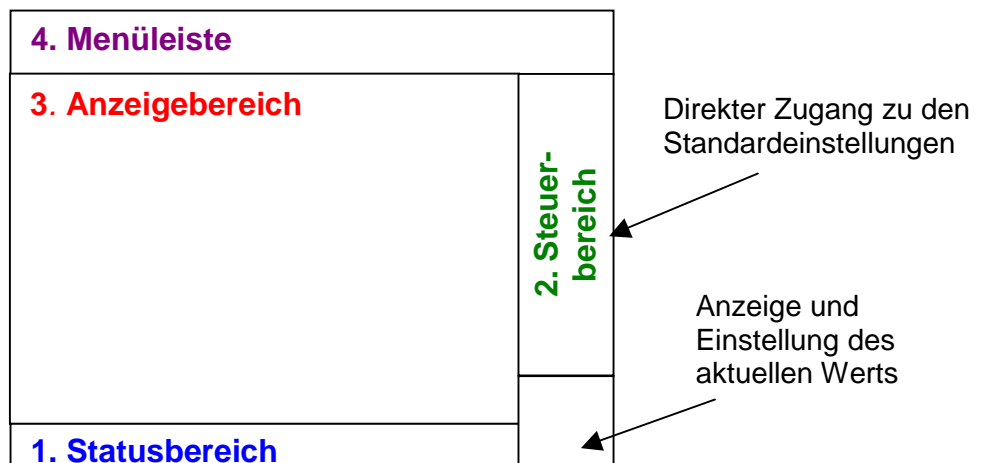 4. Menüleiste
3. Anzeigebereich
Direkter Zugang zu den
Standardeinstellungen
2. Steuer-
bereich
Anzeige und
Einstellung des
aktuellen Werts
1. Statusbereich